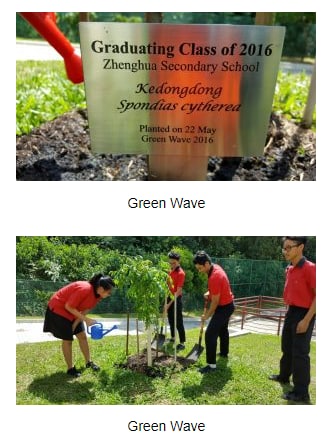 Graduating Class of 2016
Zhenghua Secondary School
Kedongdong
Spondias cytherea
Planted on 22 May
Green Wave 2016
Green Wave
Green Wave